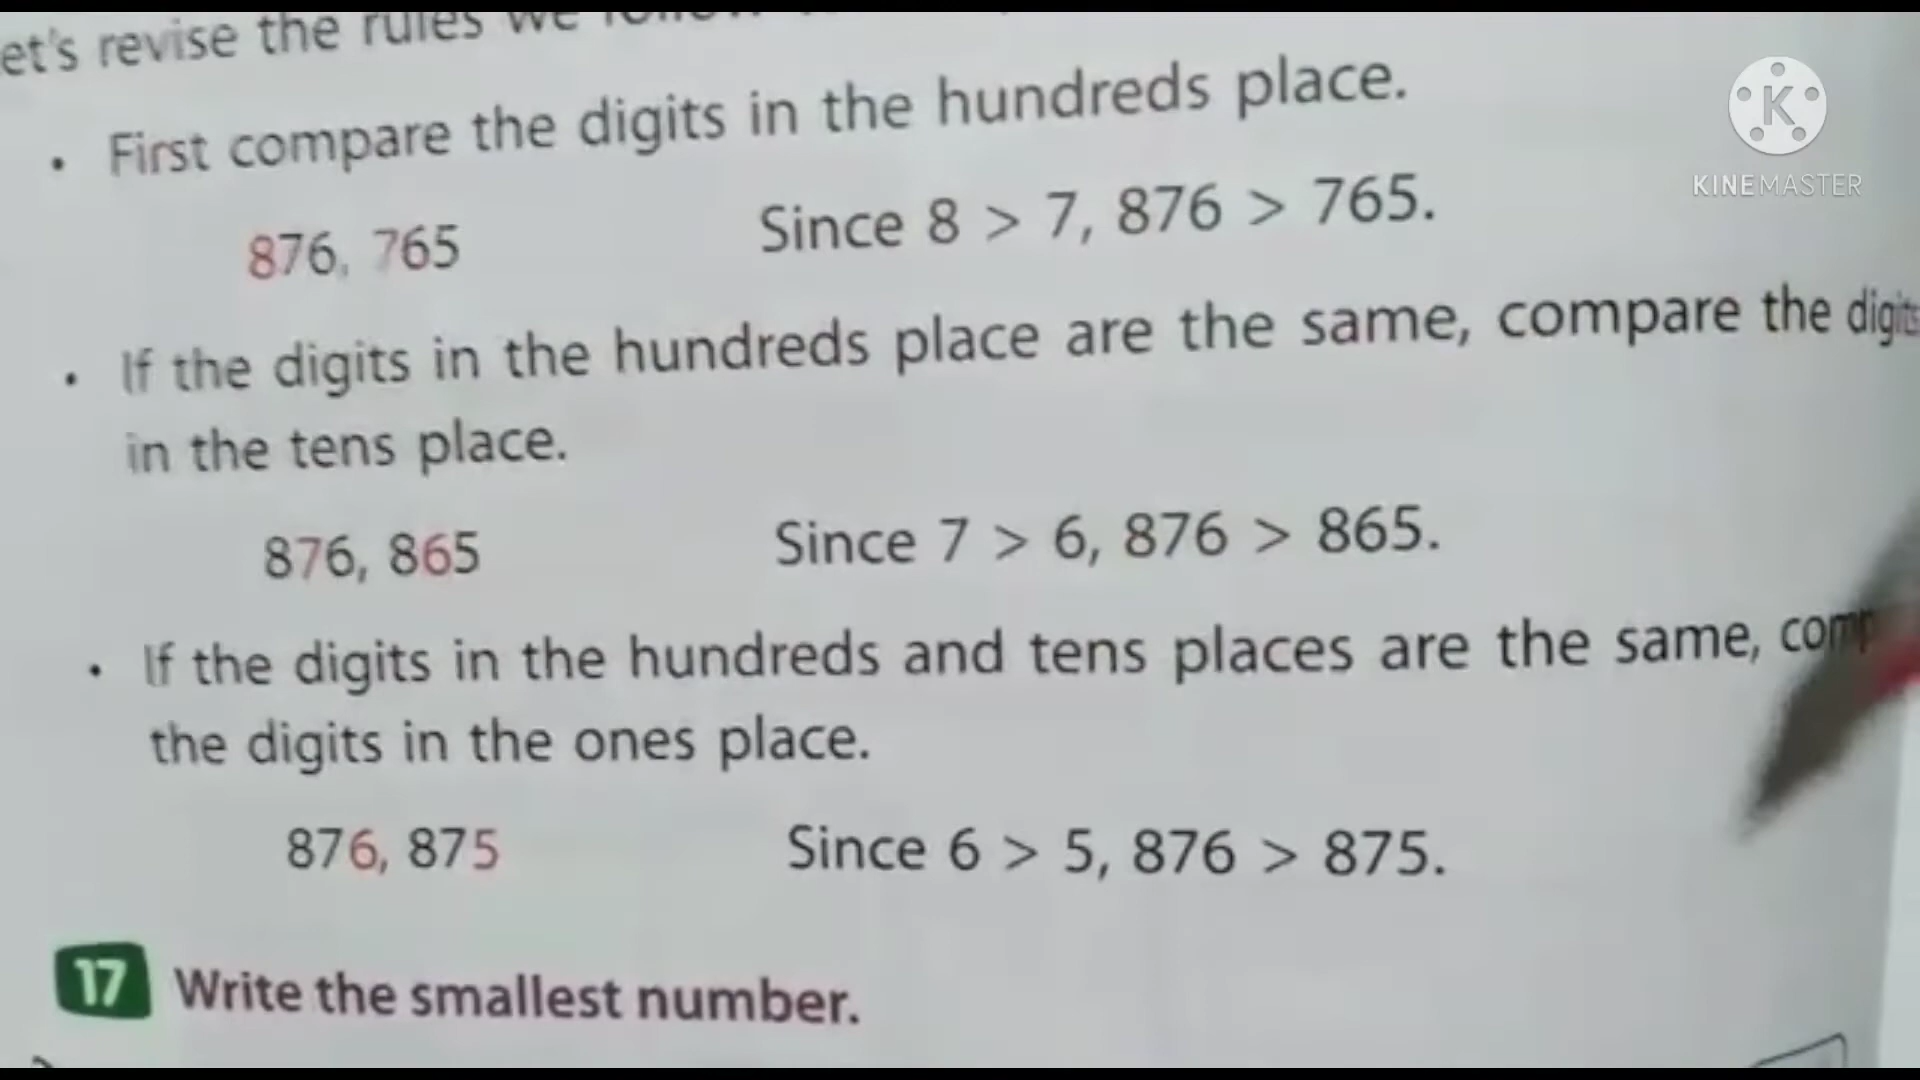 et's revise the rules we
First compare the digits in the hundreds place.
876, 765 Since 8 > 7, 876 > 765.
• If the digits in the hundreds place are the same, compare the digits
in the tens place.
876, 865 Since 7 > 6, 876 > 865.
• If the digits in the hundreds and tens places are the same, comp
the digits in the ones place.
876, 875 Since 6 > 5, 876 > 875.
17 Write the smallest number.
K
KINEMASTER